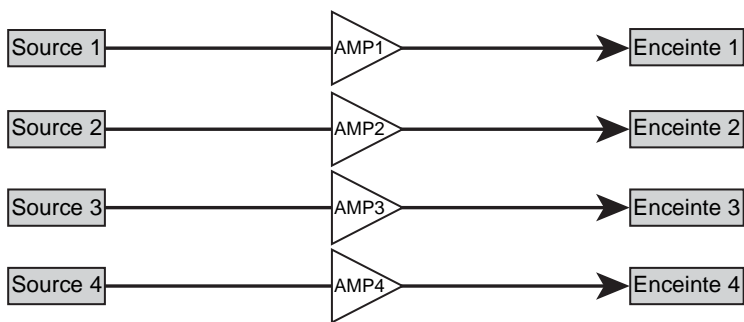 Source 1 AMP1 Enceinte 1
Source 2 AMP2 Enceinte 2
Source 3 AMP3 Enceinte 3
Source 4 AMP4 Enceinte 4